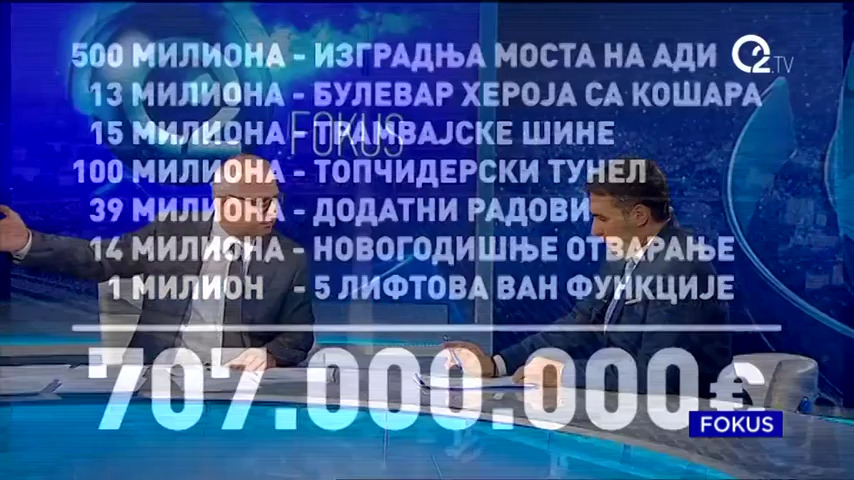 500 МИЛИОНА - ИЗГРАДЊА МОСТА НА АДИ
13 МИЛИОНА - БУЛЕВАР ХЕРОЈА СА КОШАРА
15 МИЛИОНА - ТРАМВАЈСКЕ ШИНЕ
100 МИЛИОНА - ТОПЧИДЕРСКИ ТУНЕЛ
39 МИЛИОНА - ДОДАТНИ РАДОВИ
14 МИЛИОНА - НОВОГОДИШЊЕ ОТВАРАЊЕ
1 МИЛИОН - 5 ЛИФТОВА ВАН ФУНКЦИЈЕ
707.000.000€
O2.TV
FOKUS
FOKUS